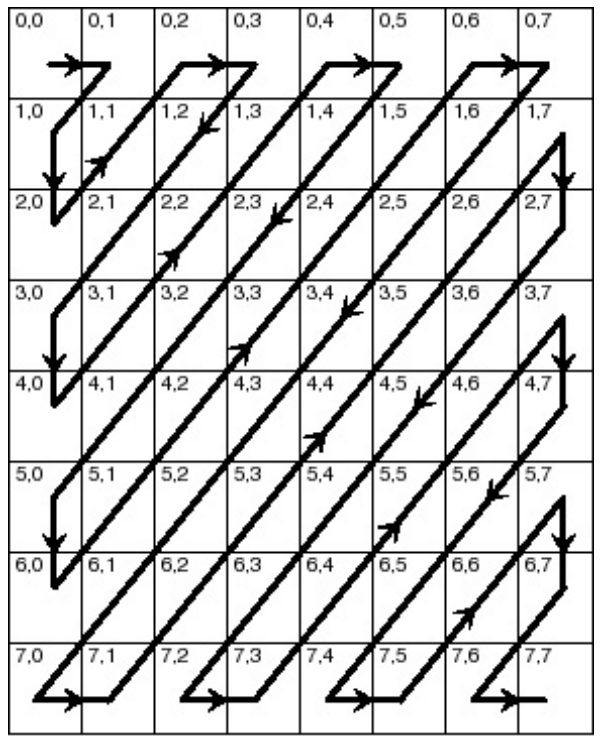 0,0 0,1 0,2 0,3 0,4 0,5 0,6 0,7
1,0 1,1 1,2 1,3 1,4 1,5 1,6 1,7
2,0 2,1 2,2 2,3 2,4 2,5 2,6 2,7
3,0 3,1 3,2 3,3 3,4 3,5 3,6 3,7
4,0 4,1 4,2 4,3 4,4 4,5 4,6 4,7
5,0 5,1 5,2 5,3 5,4 5,5 5,6 5,7
6,0 6,1 6,2 6,3 6,4 6,5 6,6 6,7
7,0 7,1 7,2 7,3 7,4 7,5 7,6 7,7